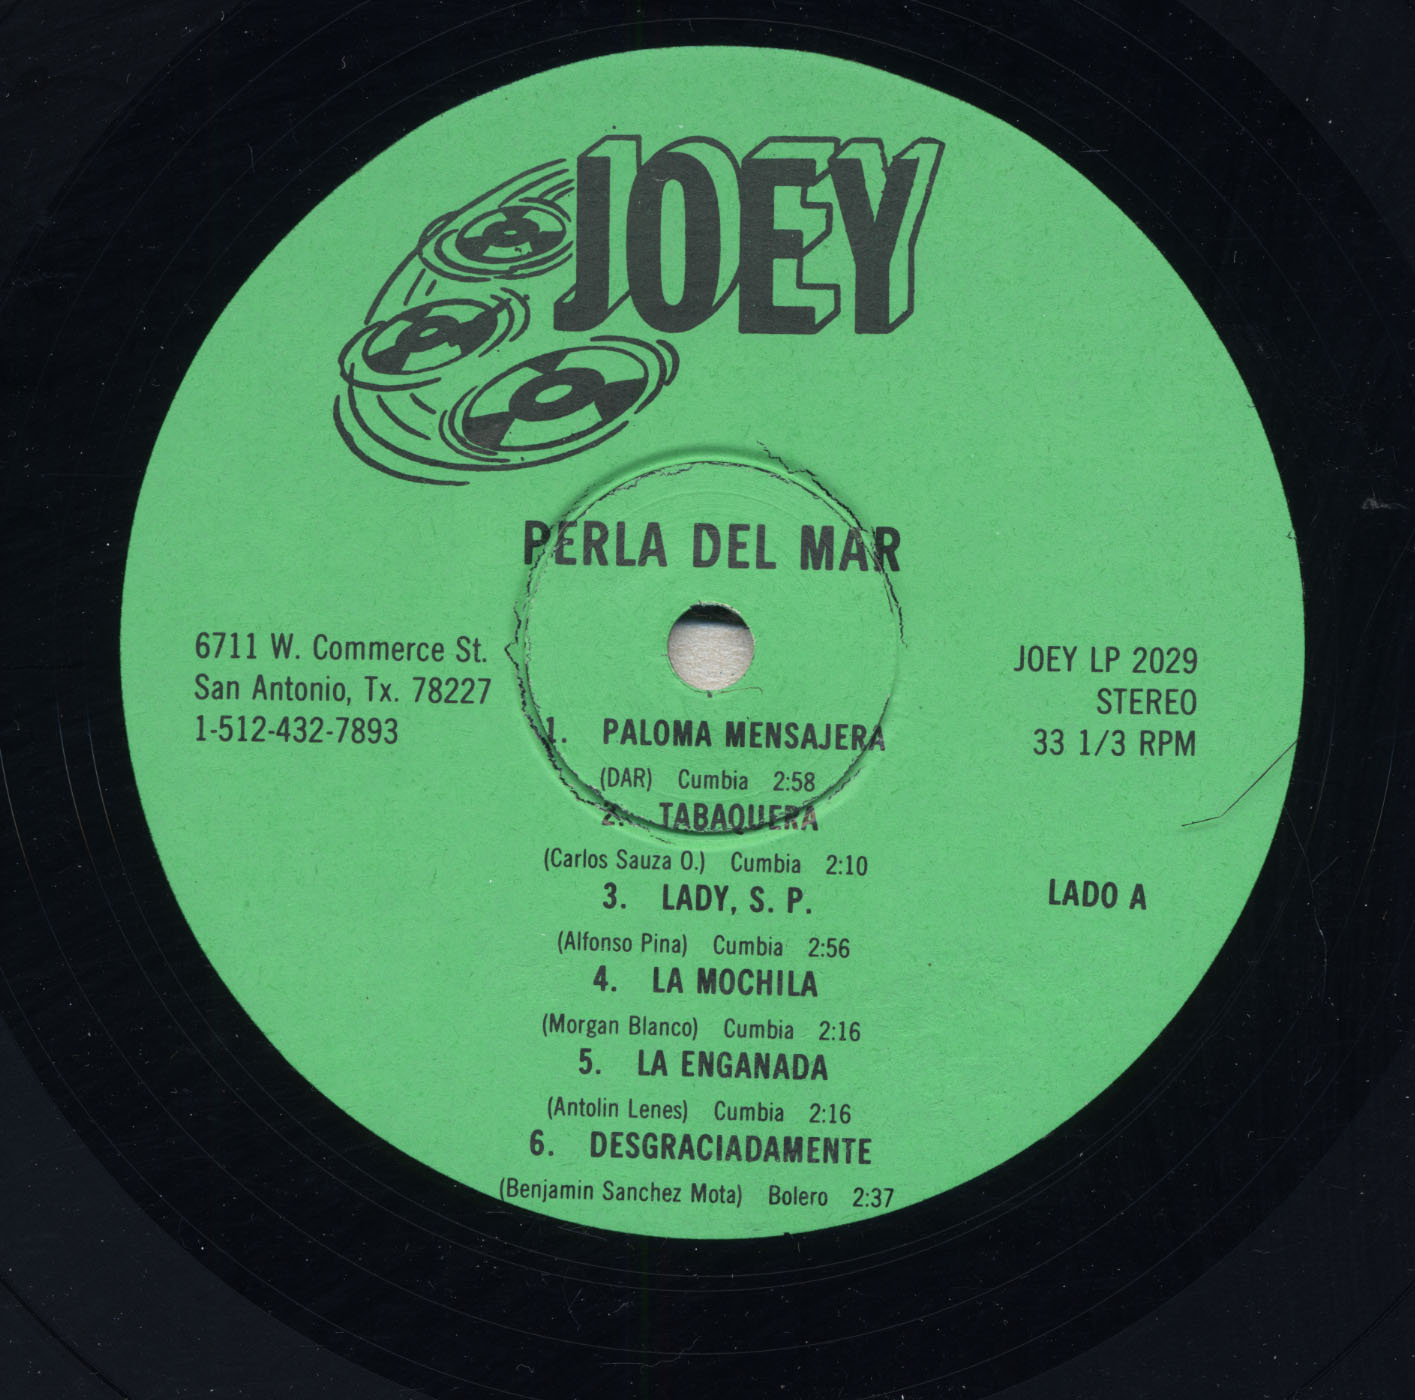 JOEY
PERLA DEL MAR
6711 W. Commerce St.
San Antonio, Tx. 78227
1-512-432-7893
JOEY LP 2029
STEREO
33 1/3 RPM
LADO A
1. PALOMA MENSAJERA
(DAR) Cumbia 2:58
2. TABAQUERA
(Carlos Sauza O.) Cumbia 2:10
3. LADY, S. P.
(Alfonso Pina) Cumbia 2:56
4. LA MOCHILA
(Morgan Blanco) Cumbia 2:16
5. LA ENGANADA
(Antolin Lenes) Cumbia 2:16
6. DESGRACIADAMENTE
(Benjamin Sanchez Mota) Bolero 2:37